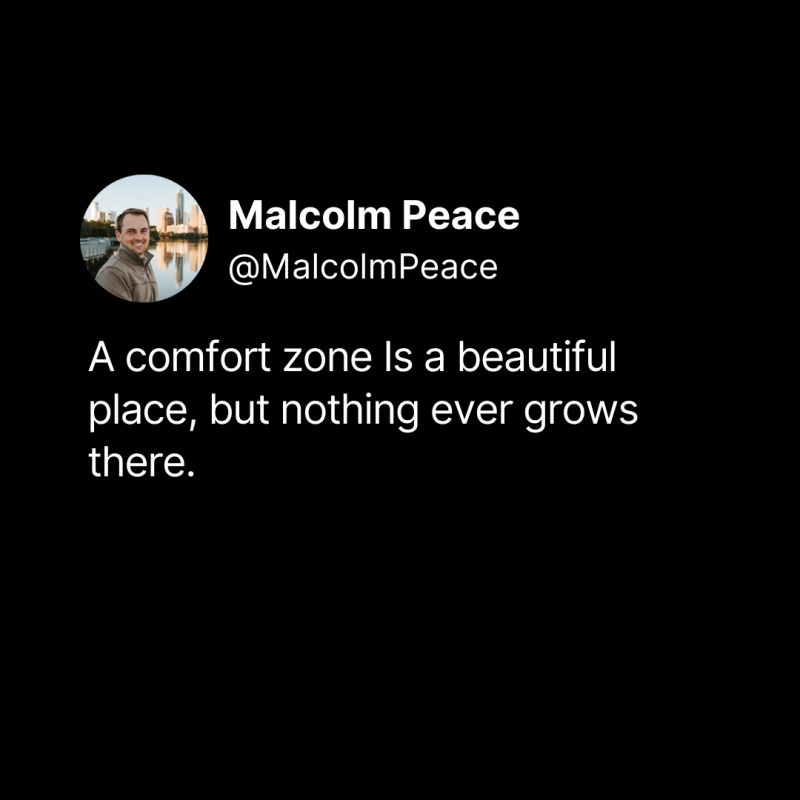 Malcolm Peace
@MalcolmPeace
A comfort zone Is a beautiful
place, but nothing ever grows
there.